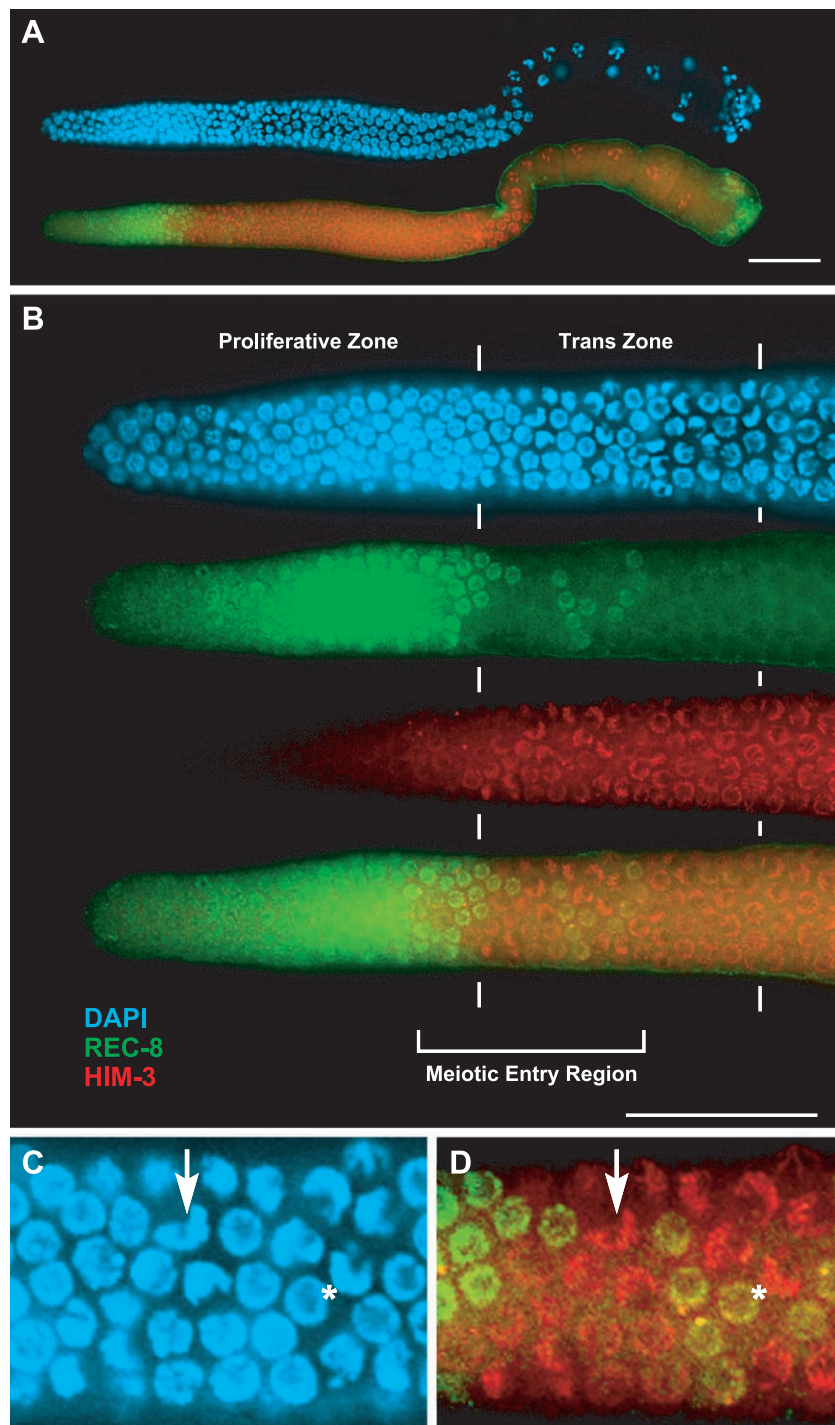 A
B
Proliferative Zone
Trans Zone
DAPI
REC-8
HIM-3
Meiotic Entry Region
C
*
D
*